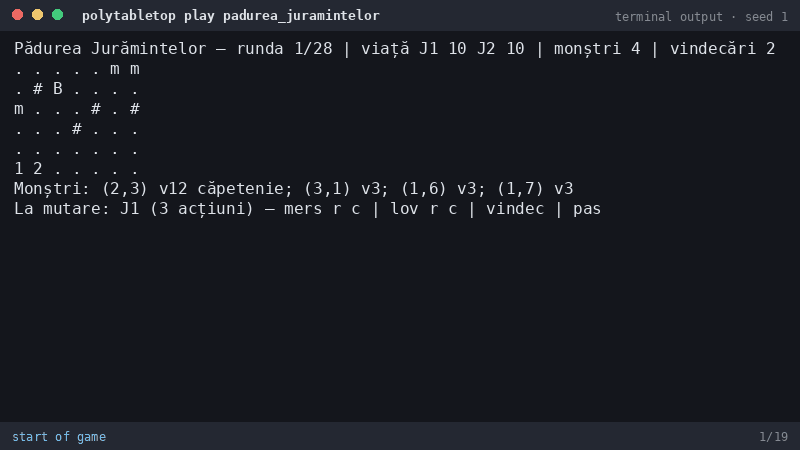 polytabletop play padurea_juramintelor
terminal output · seed 1
Pădurea Jurămintelor — runda 1/28 | viață J1 10 J2 10 | monștri 4 | vindecări 2
. . . . . m m
. # B . . . .
m . . . # . #
. . . # . . .
. . . . . . .
1 2 . . . . .
Monștri: (2,3) v12 căpetenie; (3,1) v3; (1,6) v3; (1,7) v3
La mutare: J1 (3 acțiuni) — mers r c | lov r c | vindec | pas
start of game
1/19